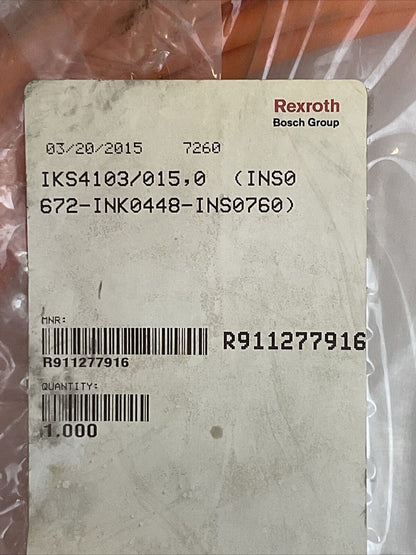 Rexroth
Bosch Group
03/20/2015 7260
IKS4103/015,0 (INS0
672-INK0448-INS0760)
MNR:
R911277916
R911277916
QUANTITY:
1.000